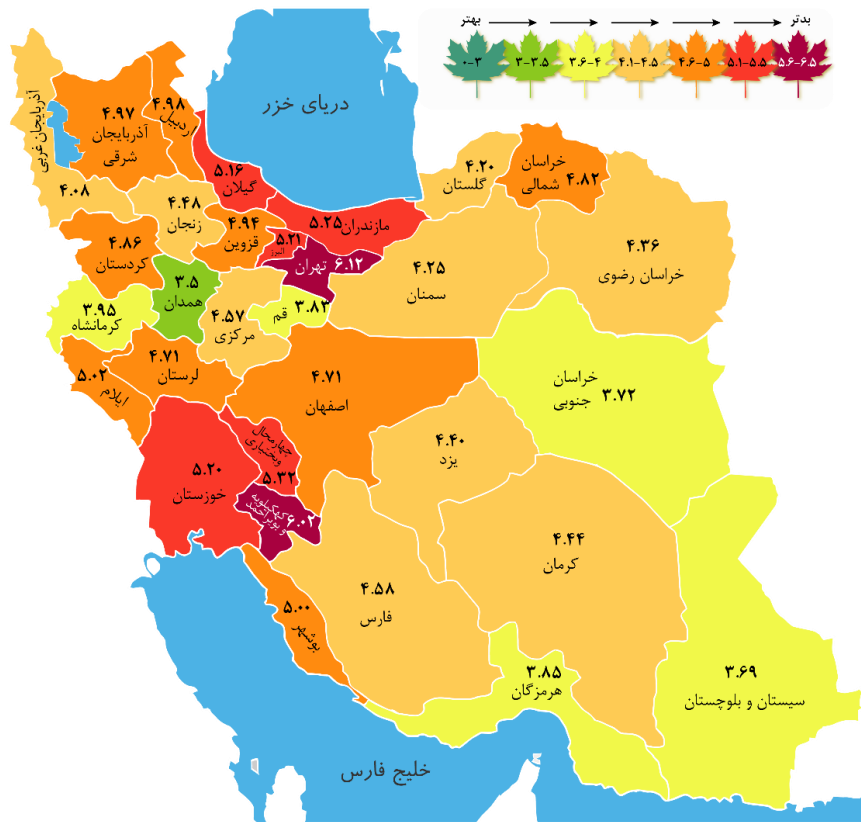 بهتر
بدتر
۰-۳
۳-۳.۵
۳.۶-۴
۴.۱-۴.۵
۴.۶-۵
۵.۱-۵.۵
۵.۶-۶.۵
دریای خزر
آذربایجان غربی
۴.۰۸
۴.۹۷
آذربایجان
شرقی
۴.۹۸
اردبیل
۵.۱۶
گیلان
۴.۴۸
زنجان
۴.۹۴
قزوین
۵.۲۱
البرز
مازندران ۵.۲۵
تهران ۶.۱۲
۴.۲۰
گلستان
خراسان
شمالی ۴.۸۲
۴.۳۶
خراسان رضوی
۴.۲۵
سمنان
۴.۸۶
کردستان
۳.۵
همدان
۳.۹۵
کرمانشاه
۴.۵۷
مرکزی
قم ۳.۸۳
۴.۷۱
لرستان
۵.۰۲
ایلام
۴.۷۱
اصفهان
خراسان
جنوبی ۳.۷۲
۴.۴۰
یزد
۵.۲۰
خوزستان
چهارمحال
وبختیاری
۵.۳۲
کهکیلویه
و بویراحمد
۶.۰۲
۴.۴۴
کرمان
۴.۵۸
فارس
۵.۰۰
بوشهر
۳.۸۵
هرمزگان
۳.۶۹
سیستان و بلوچستان
خلیج فارس